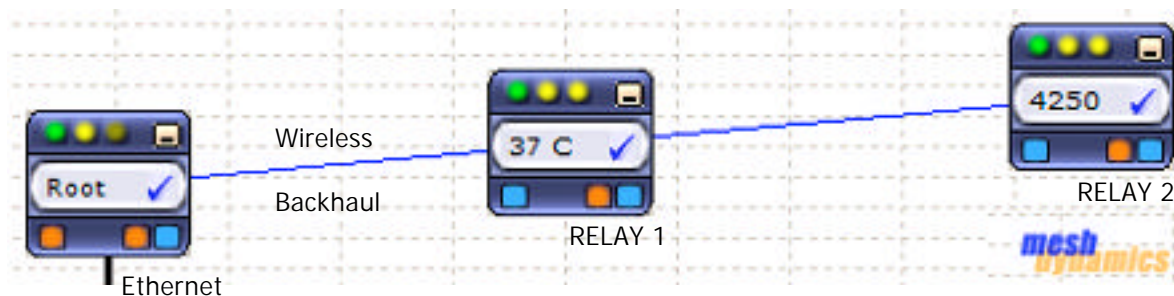 4250
RELAY 2
37 C
RELAY 1
Wireless
Backhaul
Root
Ethernet
mesh
dynamics